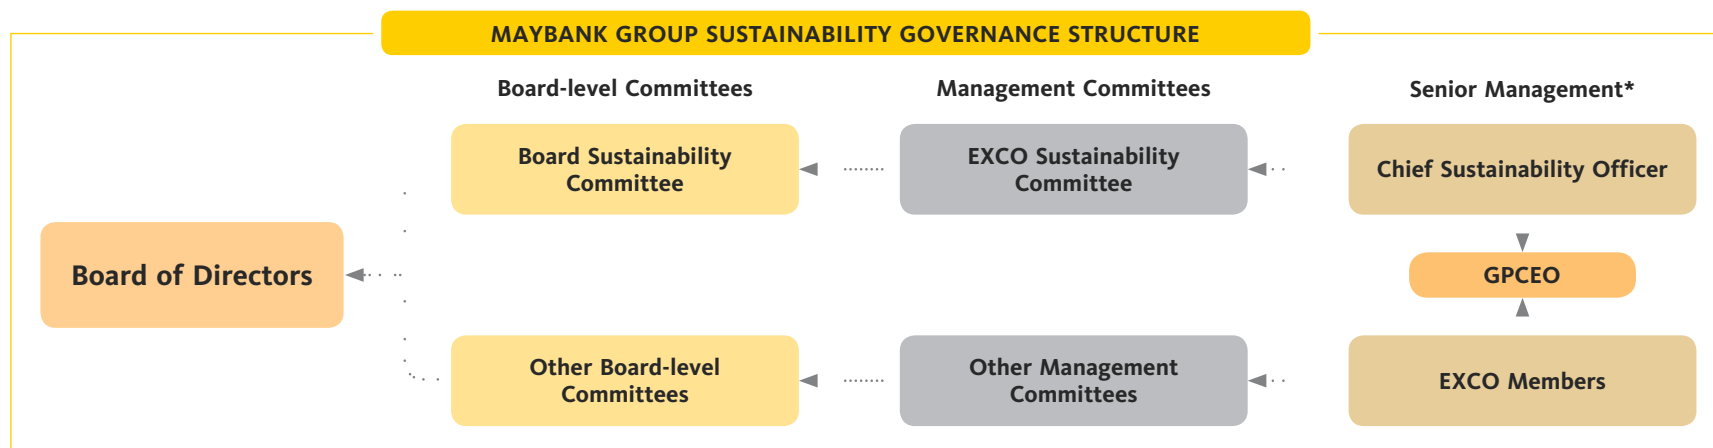 MAYBANK GROUP SUSTAINABILITY GOVERNANCE STRUCTURE
Board-level Committees
Management Committees
Senior Management*
Board Sustainability
Committee
EXCO Sustainability
Committee
Chief Sustainability Officer
Board of Directors
GPCEO
Other Board-level
Committees
Other Management
Committees
EXCO Members